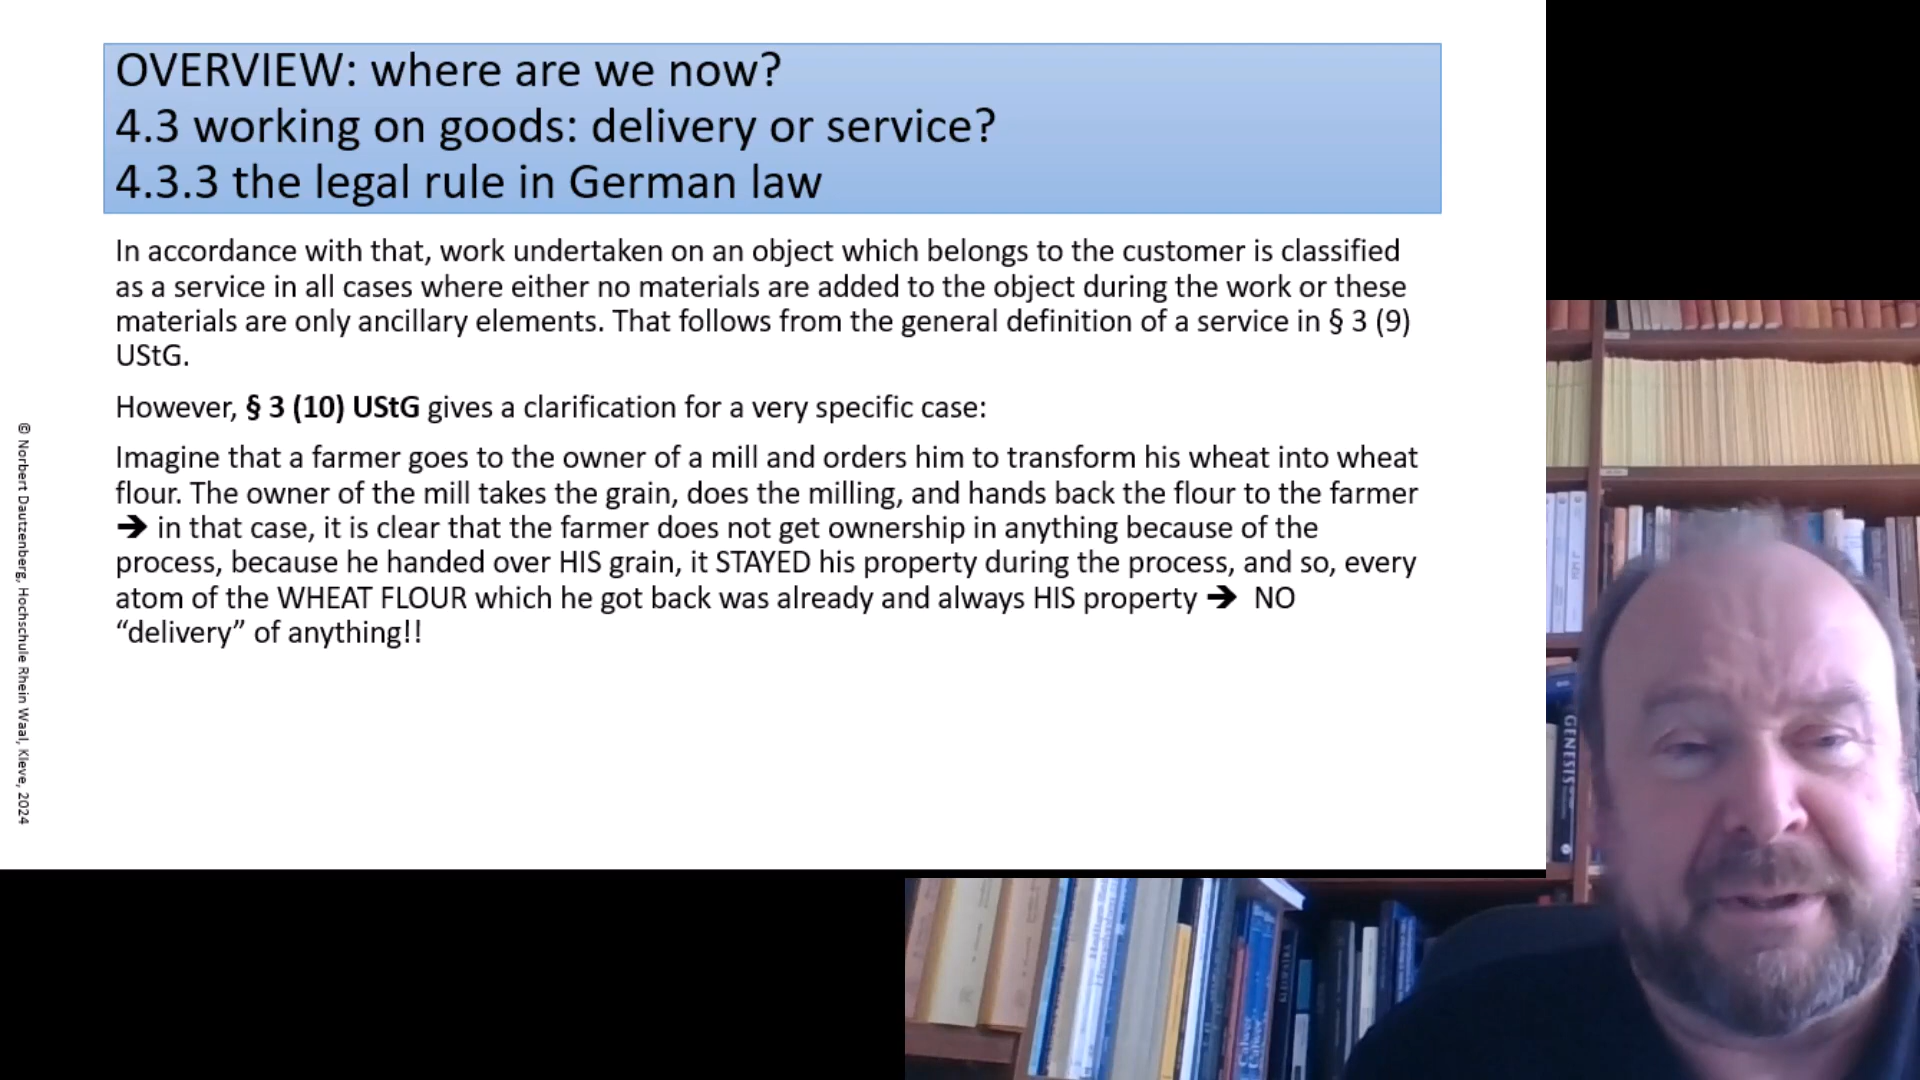 OVERVIEW: where are we now?
4.3 working on goods: delivery or service?
4.3.3 the legal rule in German law
In accordance with that, work undertaken on an object which belongs to the customer is classified
as a service in all cases where either no materials are added to the object during the work or these
materials are only ancillary elements. That follows from the general definition of a service in § 3 (9)
UStG.
However, § 3 (10) UStG gives a clarification for a very specific case:
Imagine that a farmer goes to the owner of a mill and orders him to transform his wheat into wheat
flour. The owner of the mill takes the grain, does the milling, and hands back the flour to the farmer
➔ in that case, it is clear that the farmer does not get ownership in anything because of the
process, because he handed over HIS grain, it STAYED his property during the process, and so, every
atom of the WHEAT FLOUR which he got back was already and always HIS property ➔ NO
“delivery” of anything!!
© Norbert Dautzenberg, Hochschule Rhein Waal, Kleve, 2024
GENESIS